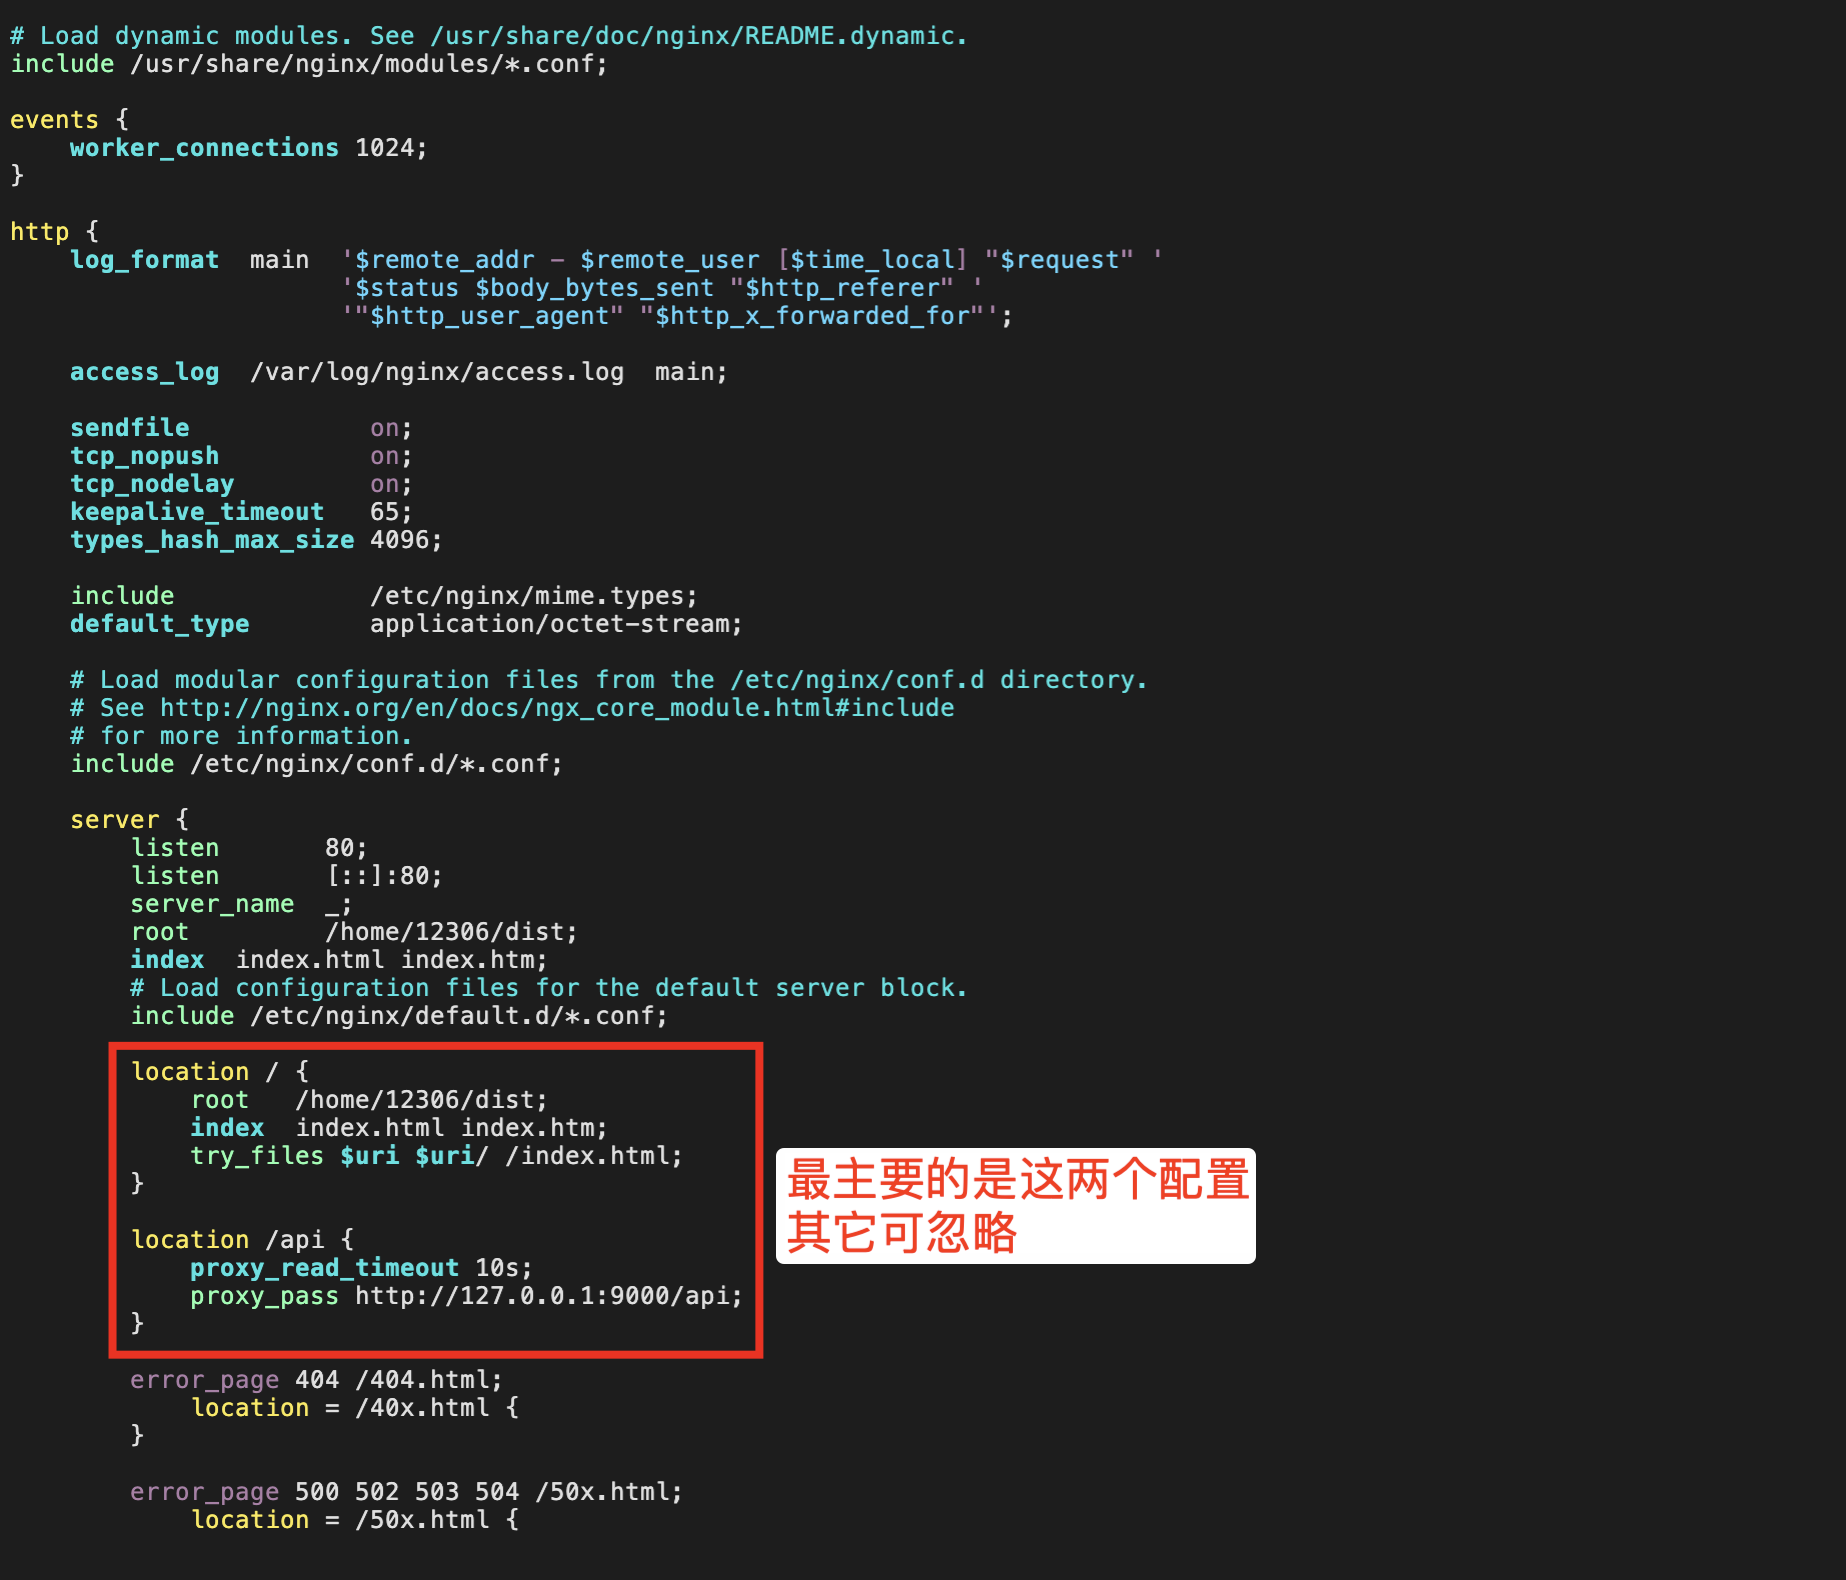 # Load dynamic modules. See /usr/share/doc/nginx/README.dynamic.
include /usr/share/nginx/modules/*.conf;
events {
    worker_connections 1024;
}
http {
    log_format  main  '$remote_addr - $remote_user [$time_local] "$request" '
                      '$status $body_bytes_sent "$http_referer" '
                      '"$http_user_agent" "$http_x_forwarded_for"';
    access_log  /var/log/nginx/access.log  main;
    sendfile            on;
    tcp_nopush          on;
    tcp_nodelay         on;
    keepalive_timeout   65;
    types_hash_max_size 4096;
    include             /etc/nginx/mime.types;
    default_type        application/octet-stream;
    # Load modular configuration files from the /etc/nginx/conf.d directory.
    # See http://nginx.org/en/docs/ngx_core_module.html#include
    # for more information.
    include /etc/nginx/conf.d/*.conf;
    server {
        listen       80;
        listen       [::]:80;
        server_name  _;
        root         /home/12306/dist;
        index  index.html index.htm;
        # Load configuration files for the default server block.
        include /etc/nginx/default.d/*.conf;
        location / {
            root   /home/12306/dist;
            index  index.html index.htm;
            try_files $uri $uri/ /index.html;
        }
        location /api {
            proxy_read_timeout 10s;
            proxy_pass http://127.0.0.1:9000/api;
        }
最主要的是这两个配置
其它可忽略
        error_page 404 /404.html;
            location = /40x.html {
        }
        error_page 500 502 503 504 /50x.html;
            location = /50x.html {